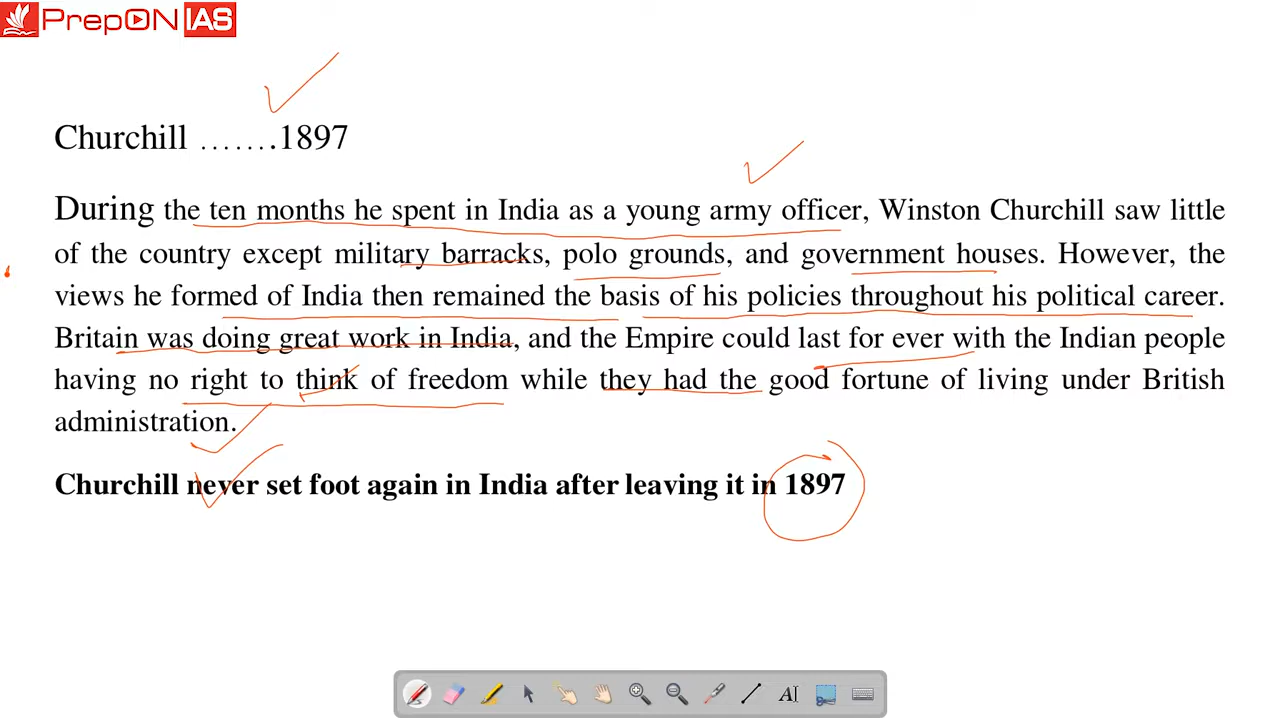 PrepON IAS
Churchill …….1897
During the ten months he spent in India as a young army officer, Winston Churchill saw little
of the country except military barracks, polo grounds, and government houses. However, the
views he formed of India then remained the basis of his policies throughout his political career.
Britain was doing great work in India, and the Empire could last for ever with the Indian people
having no right to think of freedom while they had the good fortune of living under British
administration.
Churchill never set foot again in India after leaving it in 1897